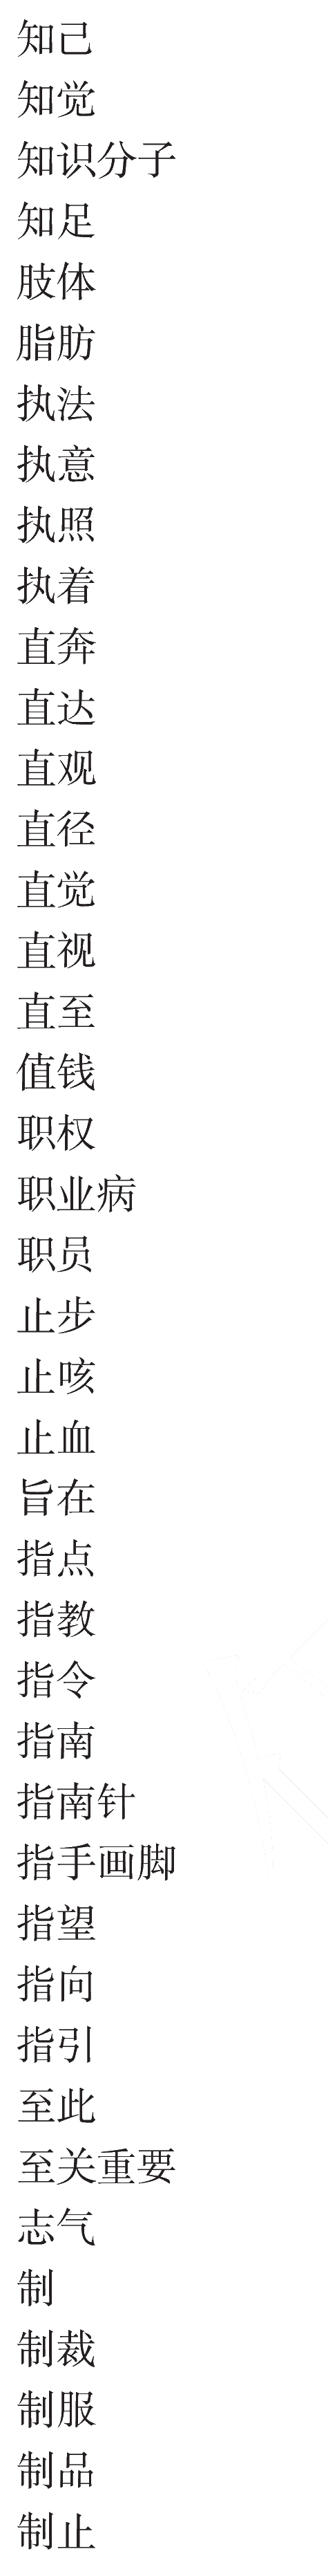 知己
知觉
知识分子
知足
肢体
脂肪
执法
执意
执照
执着
直奔
直达
直观
直径
直觉
直视
直至
值钱
职权
职业病
职员
止步
止咳
止血
旨在
指点
指教
指令
指南
指南针
指手画脚
指望
指向
指引
至此
至关重要
志气
制
制裁
制服
制品
制止